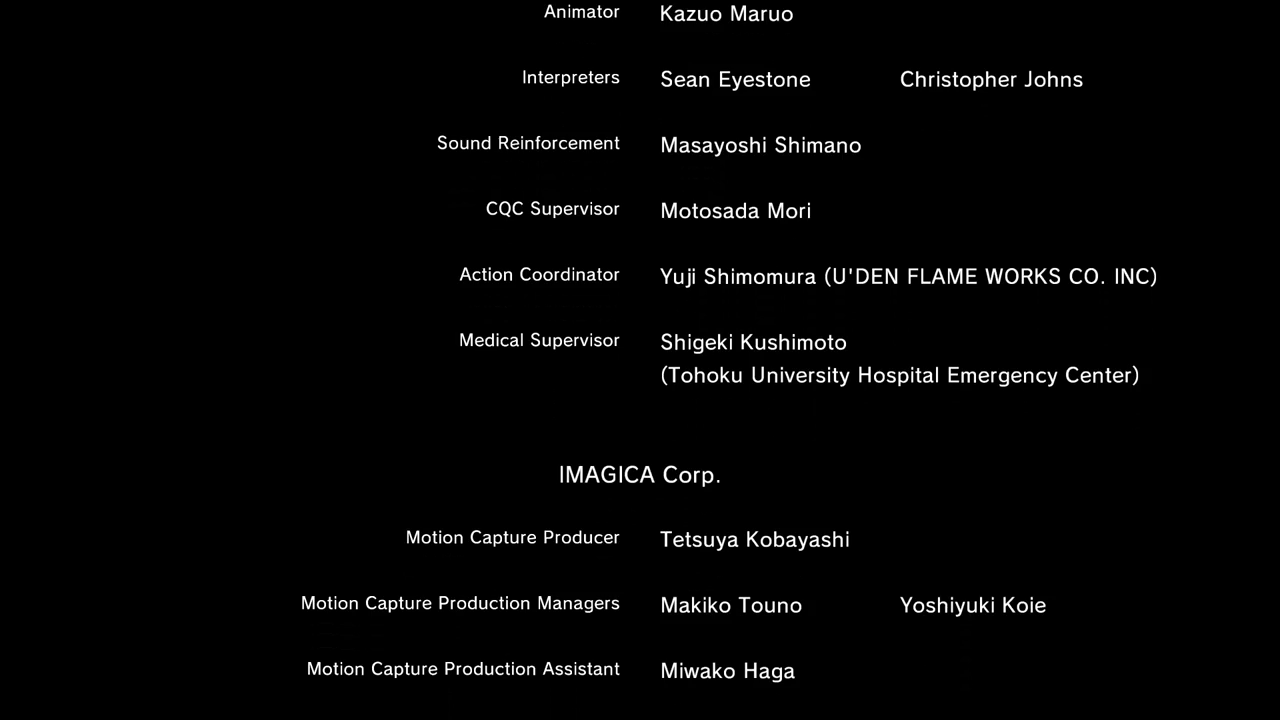 Animator Kazuo Maruo
Interpreters Sean Eyestone Christopher Johns
Sound Reinforcement Masayoshi Shimano
CQC Supervisor Motosada Mori
Action Coordinator Yuji Shimomura (U'DEN FLAME WORKS CO. INC)
Medical Supervisor Shigeki Kushimoto
(Tohoku University Hospital Emergency Center)
IMAGICA Corp.
Motion Capture Producer Tetsuya Kobayashi
Motion Capture Production Managers Makiko Touno Yoshiyuki Koie
Motion Capture Production Assistant Miwako Haga